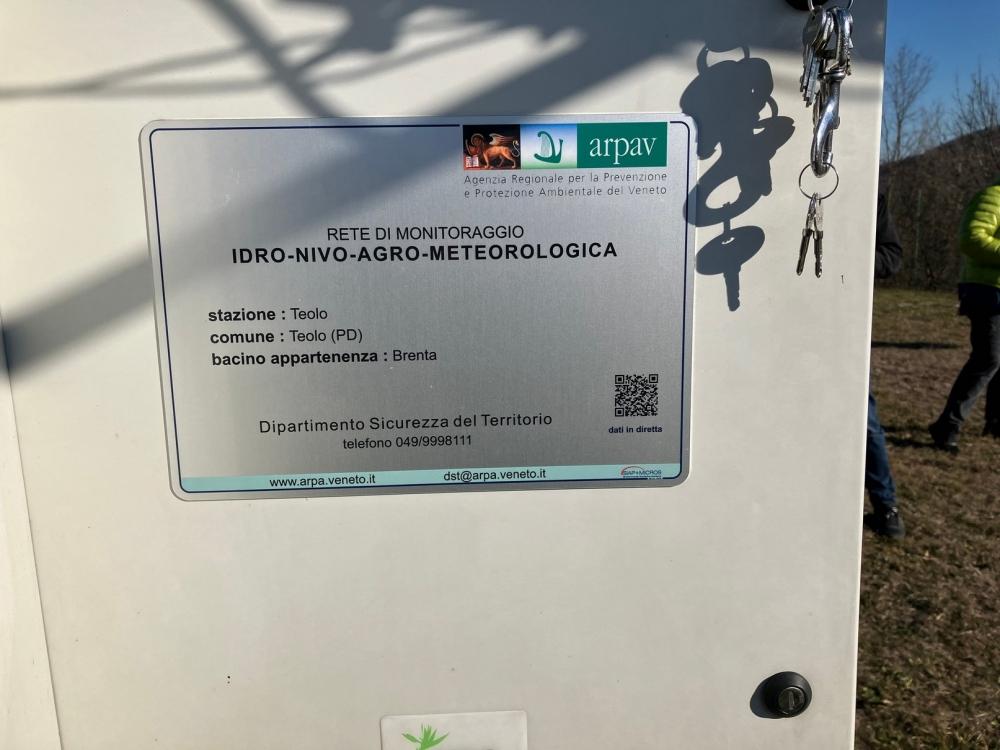 arpav
Agenzia Regionale per la Prevenzione
e Protezione Ambientale del Veneto
RETE DI MONITORAGGIO
IDRO-NIVO-AGRO-METEOROLOGICA
stazione : Teolo
comune : Teolo (PD)
bacino appartenenza : Brenta
dati in diretta
Dipartimento Sicurezza del Territorio
telefono 049/9998111
www.arpa.veneto.it dst@arpa.veneto.it SIAP+MICROS